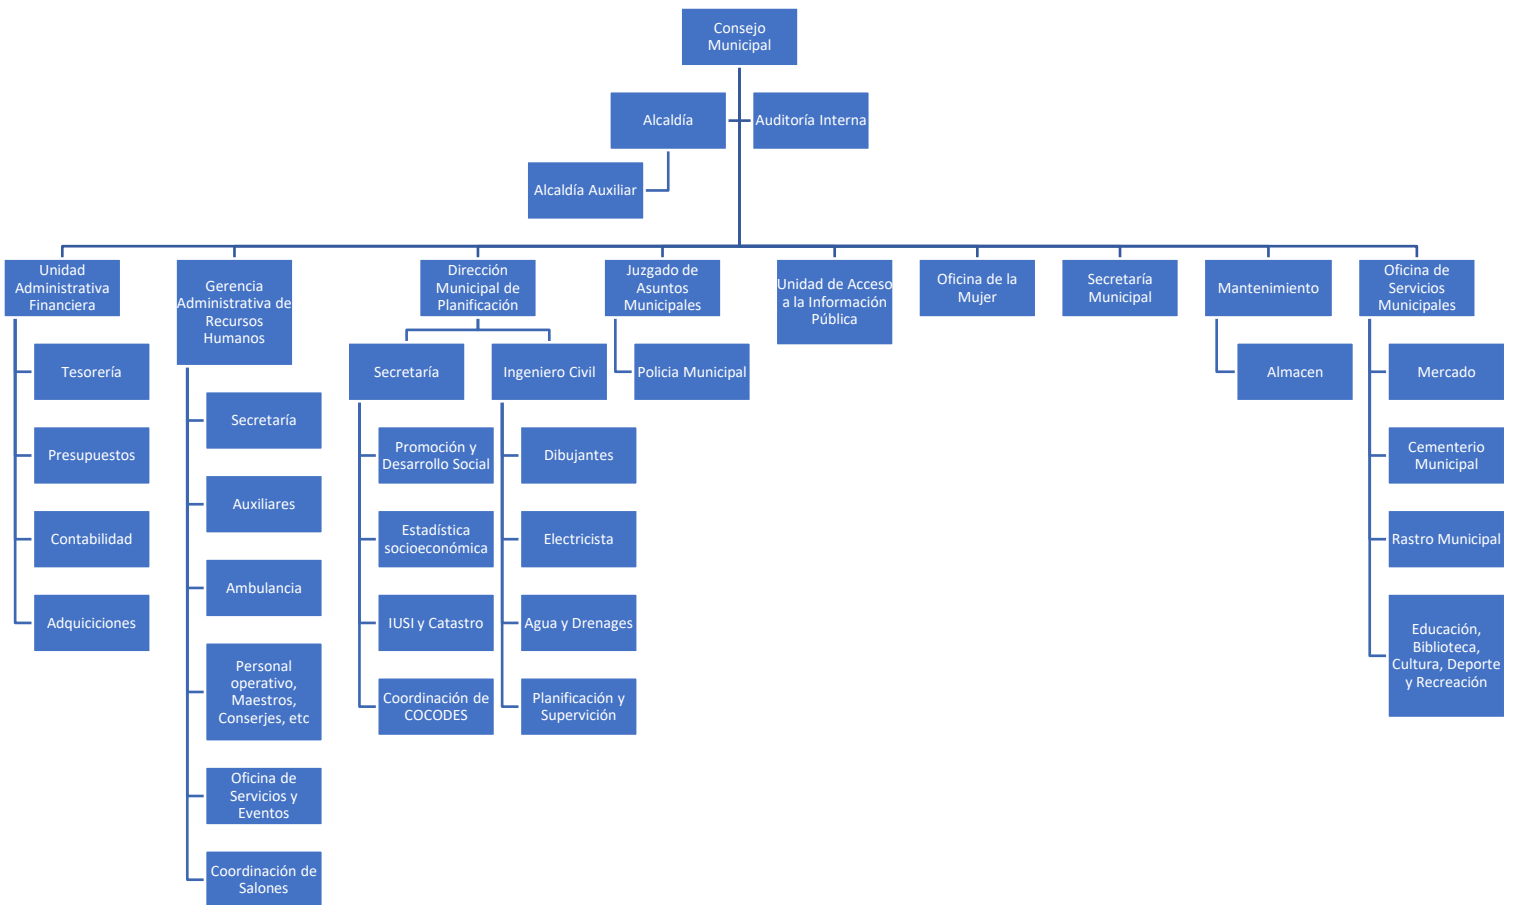 Consejo
Municipal
Alcaldía
Auditoría Interna
Alcaldía Auxiliar
Unidad
Administrativa
Financiera
Tesorería
Presupuestos
Contabilidad
Adquiciciones
Gerencia
Administrativa de
Recursos
Humanos
Secretaría
Auxiliares
Ambulancia
Personal
operativo,
Maestros,
Conserjes, etc
Oficina de
Servicios y
Eventos
Coordinación de
Salones
Dirección
Municipal de
Planificación
Secretaría
Promoción y
Desarrollo Social
Estadística
socioeconómica
IUSI y Catastro
Coordinación de
COCODES
Ingeniero Civil
Dibujantes
Electricista
Agua y Drenages
Planificación y
Supervición
Juzgado de
Asuntos
Municipales
Policia Municipal
Unidad de Acceso
a la Información
Pública
Oficina de la
Mujer
Secretaría
Municipal
Mantenimiento
Almacen
Oficina de
Servicios
Municipales
Mercado
Cementerio
Municipal
Rastro Municipal
Educación,
Biblioteca,
Cultura, Deporte
y Recreación